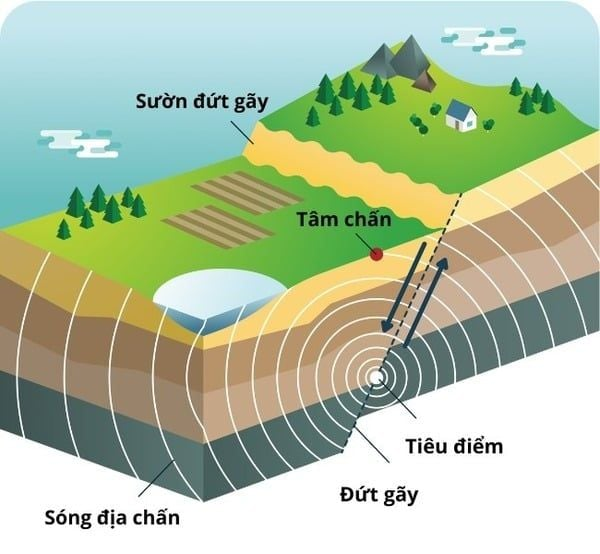 Sườn đứt gãy
Tâm chấn
Tiêu điểm
Đứt gãy
Sóng địa chấn